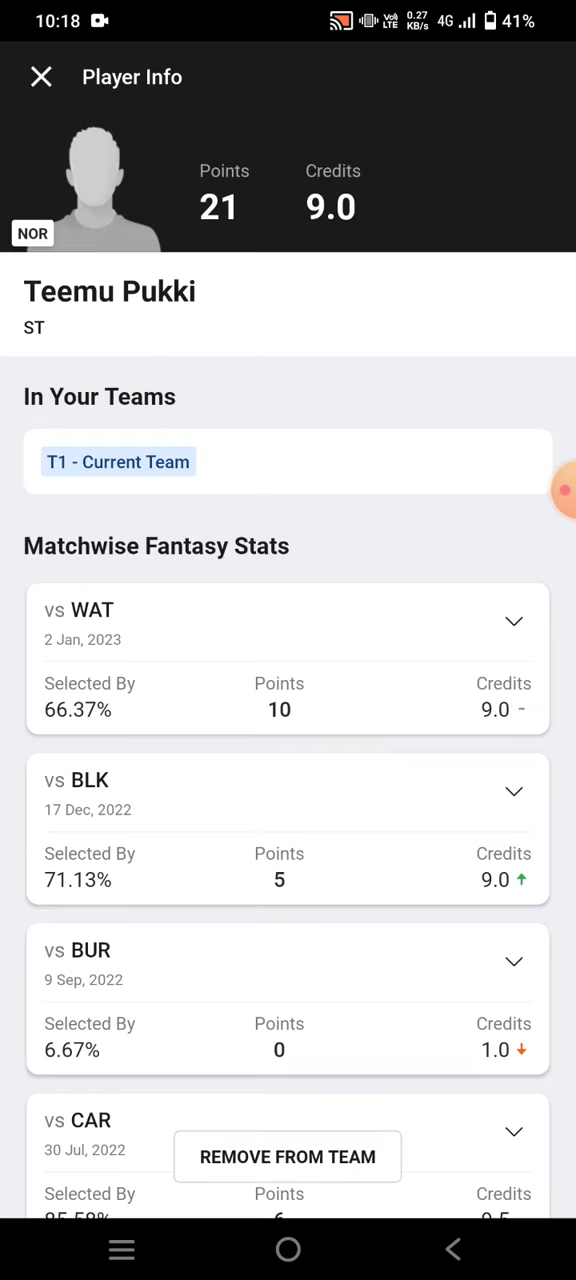 10:18
Vo) LTE 0.27 KB/s 4G 41%
Player Info
Points Credits
21 9.0
NOR
Teemu Pukki
ST
In Your Teams
T1 - Current Team
Matchwise Fantasy Stats
vs WAT
2 Jan, 2023
Selected By Points Credits
66.37% 10 9.0 -
vs BLK
17 Dec, 2022
Selected By Points Credits
71.13% 5 9.0
vs BUR
9 Sep, 2022
Selected By Points Credits
6.67% 0 1.0
vs CAR
30 Jul, 2022
REMOVE FROM TEAM
Selected By Points Credits